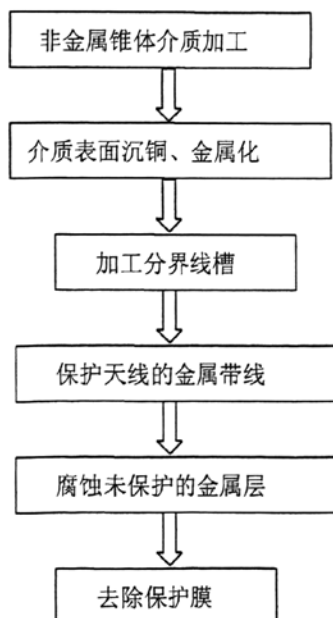 非金属锥体介质加工
介质表面沉铜、金属化
加工分界线槽
保护天线的金属带线
腐蚀未保护的金属层
去除保护膜